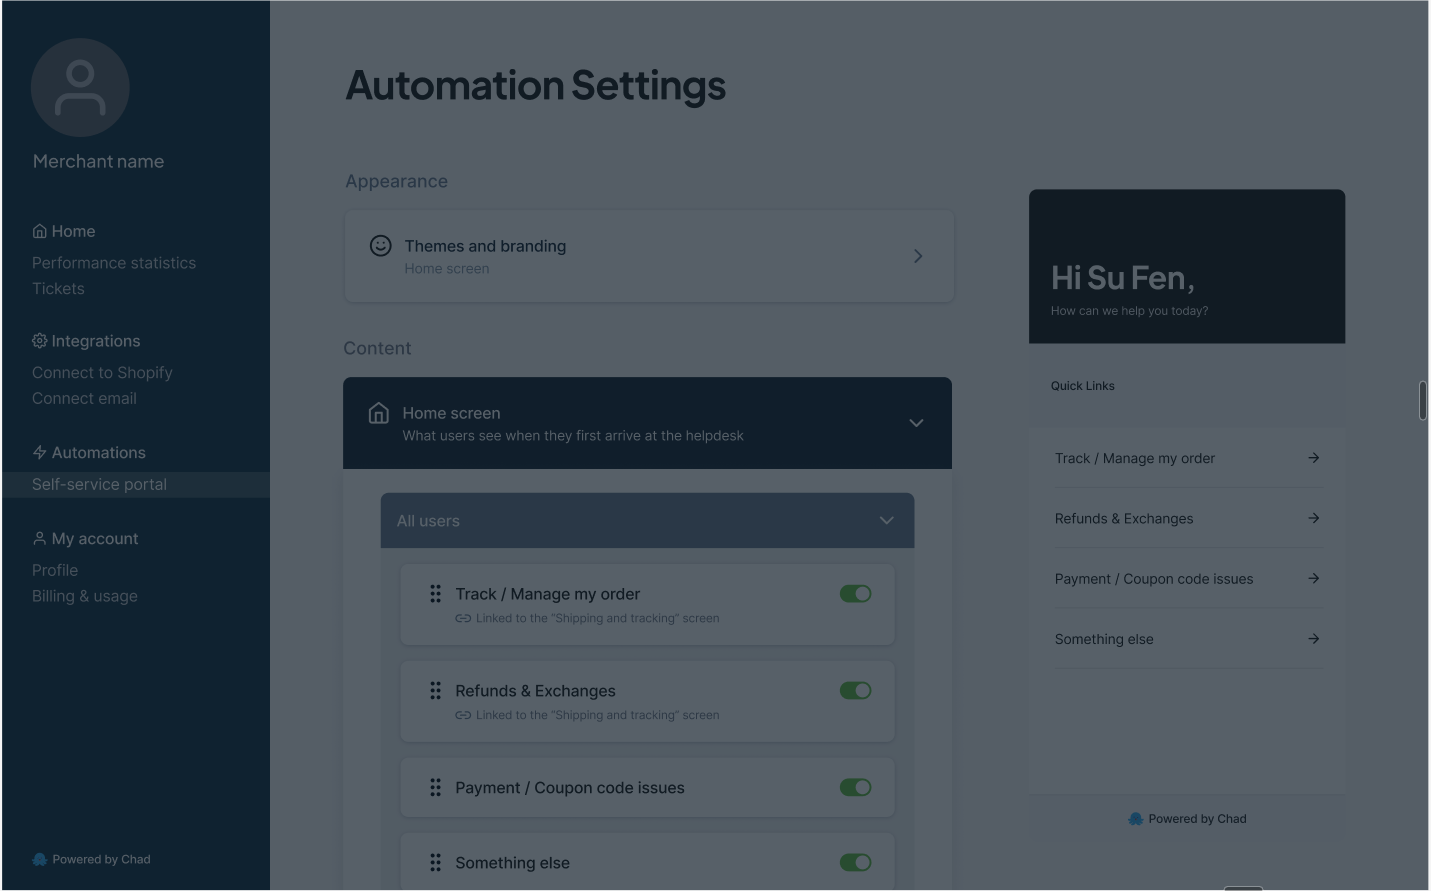 Merchant name
Home
Performance statistics
Tickets
Integrations
Connect to Shopify
Connect email
Automations
Self-service portal
My account
Profile
Billing & usage
Powered by Chad
Automation Settings
Appearance
Themes and branding
Home screen
Content
Home screen
What users see when they first arrive at the helpdesk
All users
Track / Manage my order
Linked to the “Shipping and tracking” screen
Refunds & Exchanges
Linked to the “Shipping and tracking” screen
Payment / Coupon code issues
Something else
Hi Su Fen,
How can we help you today?
Quick Links
Track / Manage my order
Refunds & Exchanges
Payment / Coupon code issues
Something else
Powered by Chad